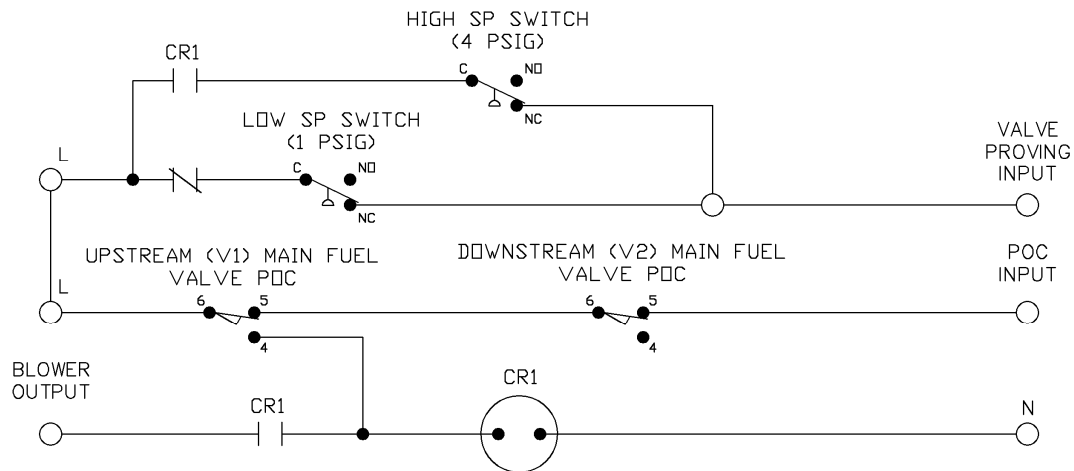 HIGH SP SWITCH
(4 PSIG)
CR1
C
NO
NC
LOW SP SWITCH
(1 PSIG)
VALVE
PROVING
INPUT
L
C
NO
NC
UPSTREAM (V1) MAIN FUEL
VALVE POC
DOWNSTREAM (V2) MAIN FUEL
VALVE POC
POC
INPUT
L
6
5
4
6
5
4
BLOWER
OUTPUT
CR1
CR1
N